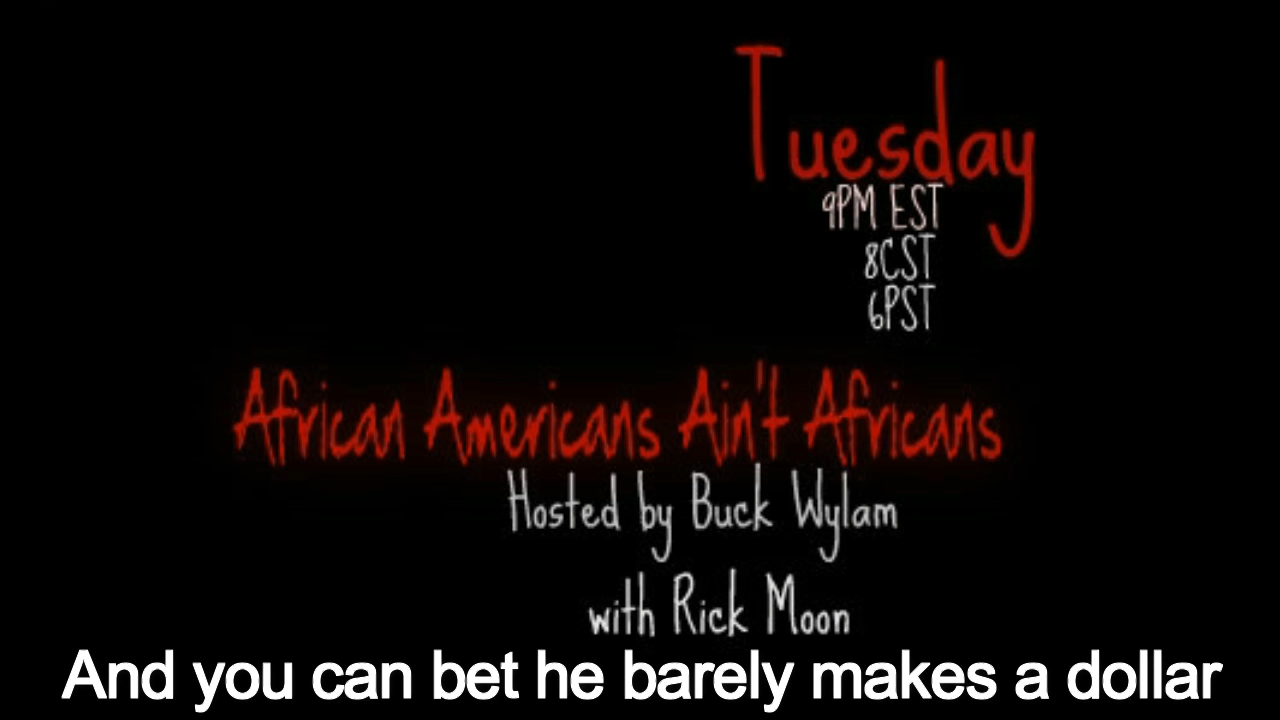 Tuesday
9PM EST
8CST
6PST
African Americans Ain't Africans
Hosted by Buck Wylam
with Rick Moon
And you can bet he barely makes a dollar